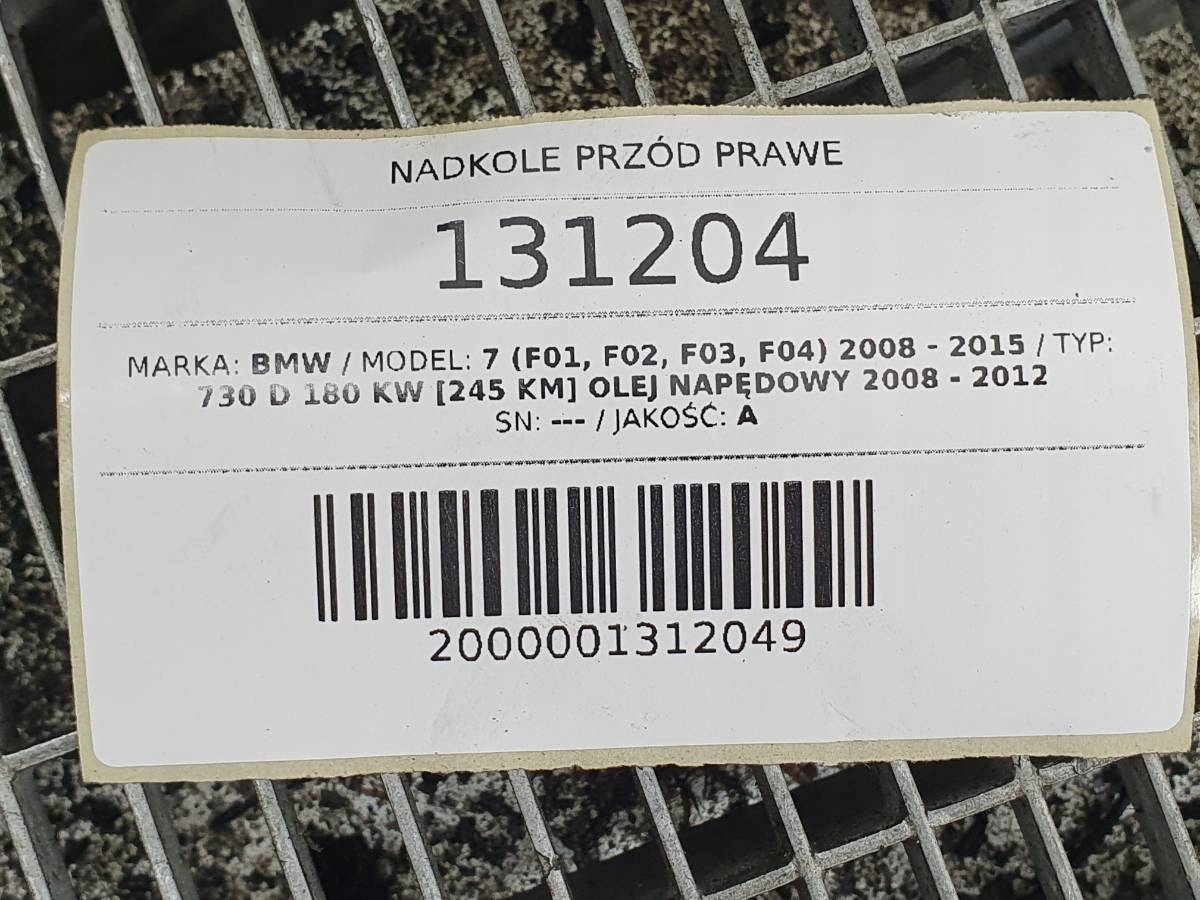 NADKOLE PRZÓD PRAWE
131204
MARKA: BMW / MODEL: 7 (F01, F02, F03, F04) 2008 - 2015 / TYP:
730 D 180 KW [245 KM] OLEJ NAPĘDOWY 2008 - 2012
SN: --- / JAKOŚĆ: A
2000001312049